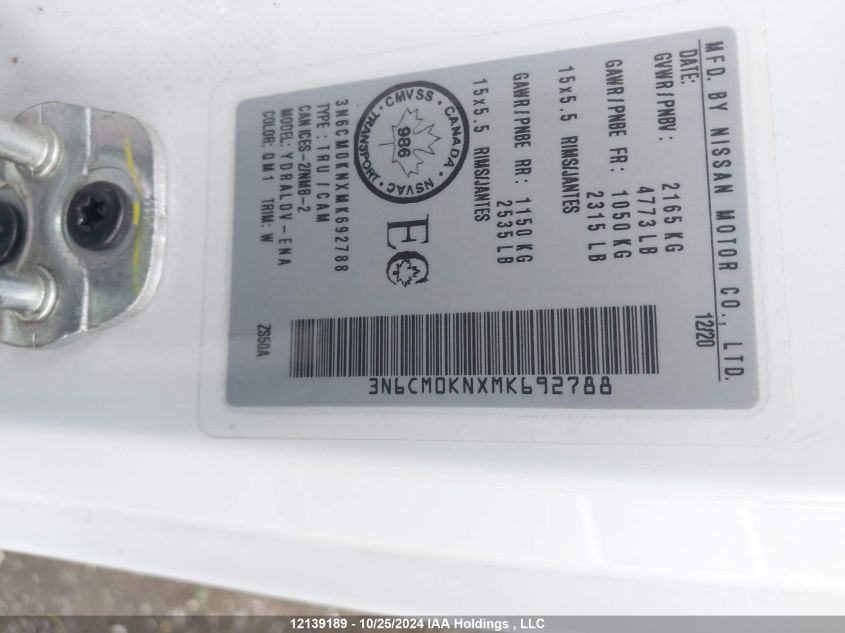 MFD. BY NISSAN MOTOR CO., LTD.
DATE: 12/20
GVWR/PNBV: 2165 KG
4773 LB
GAWR/PNBE FR: 1050 KG
2315 LB
15x5.5 RIMS/JANTES
GAWR/PNBE RR: 1150 KG
2535 LB
15x5.5 RIMS/JANTES
CMVSS · CANADA · NSVAC · TRANSPORT ·
986
EC
3N6CM0KNXMK692788
TYPE: TRU / CAM
CAN ICES-2/NMB-2
MODEL: YDRALDV-ENA
COLOR: QM1 TRIM: W
ZS50A
3N6CM0KNXMK692788
12139189 - 10/25/2024 IAA Holdings , LLC